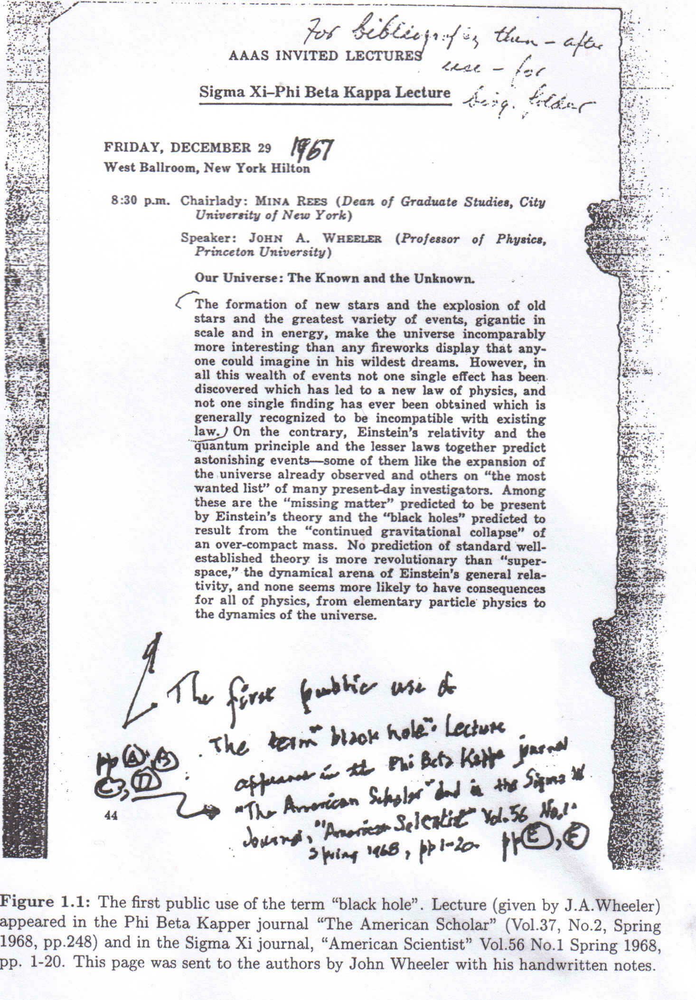 For bibliography then - after
AAAS INVITED LECTURES
use - for
Sigma Xi–Phi Beta Kappa Lecture
biog. folder
FRIDAY, DECEMBER 29 1967
West Ballroom, New York Hilton
8:30 p.m. Chairlady: MINA REES (Dean of Graduate Studies, City
University of New York)
Speaker: JOHN A. WHEELER (Professor of Physics,
Princeton University)
Our Universe: The Known and the Unknown.
The formation of new stars and the explosion of old
stars and the greatest variety of events, gigantic in
scale and in energy, make the universe incomparably
more interesting than any fireworks display that any-
one could imagine in his wildest dreams. However, in
all this wealth of events not one single effect has been
discovered which has led to a new law of physics, and
not one single finding has ever been obtained which is
generally recognized to be incompatible with existing
law.) On the contrary, Einstein's relativity and the
quantum principle and the lesser laws together predict
astonishing events—some of them like the expansion of
the universe already observed and others on “the most
wanted list” of many present-day investigators. Among
these are the “missing matter” predicted to be present
by Einstein's theory and the “black holes” predicted to
result from the “continued gravitational collapse” of
an over-compact mass. No prediction of standard well-
established theory is more revolutionary than “super-
space,” the dynamical arena of Einstein's general rela-
tivity, and none seems more likely to have consequences
for all of physics, from elementary particle physics to
the dynamics of the universe.
The first public use of
The term "black hole". Lecture
appeared in the Phi Beta Kappa journal
"The American Scholar" and in the Sigma Xi
Journal, "American Scientist" Vol. 56 No. 1
Spring 1968, pp 1-20. pp E, F
pp A, B
C, D
44
Figure 1.1: The first public use of the term “black hole”. Lecture (given by J.A.Wheeler)
appeared in the Phi Beta Kapper journal “The American Scholar” (Vol.37, No.2, Spring
1968, pp.248) and in the Sigma Xi journal, “American Scientist” Vol.56 No.1 Spring 1968,
pp. 1-20. This page was sent to the authors by John Wheeler with his handwritten notes.